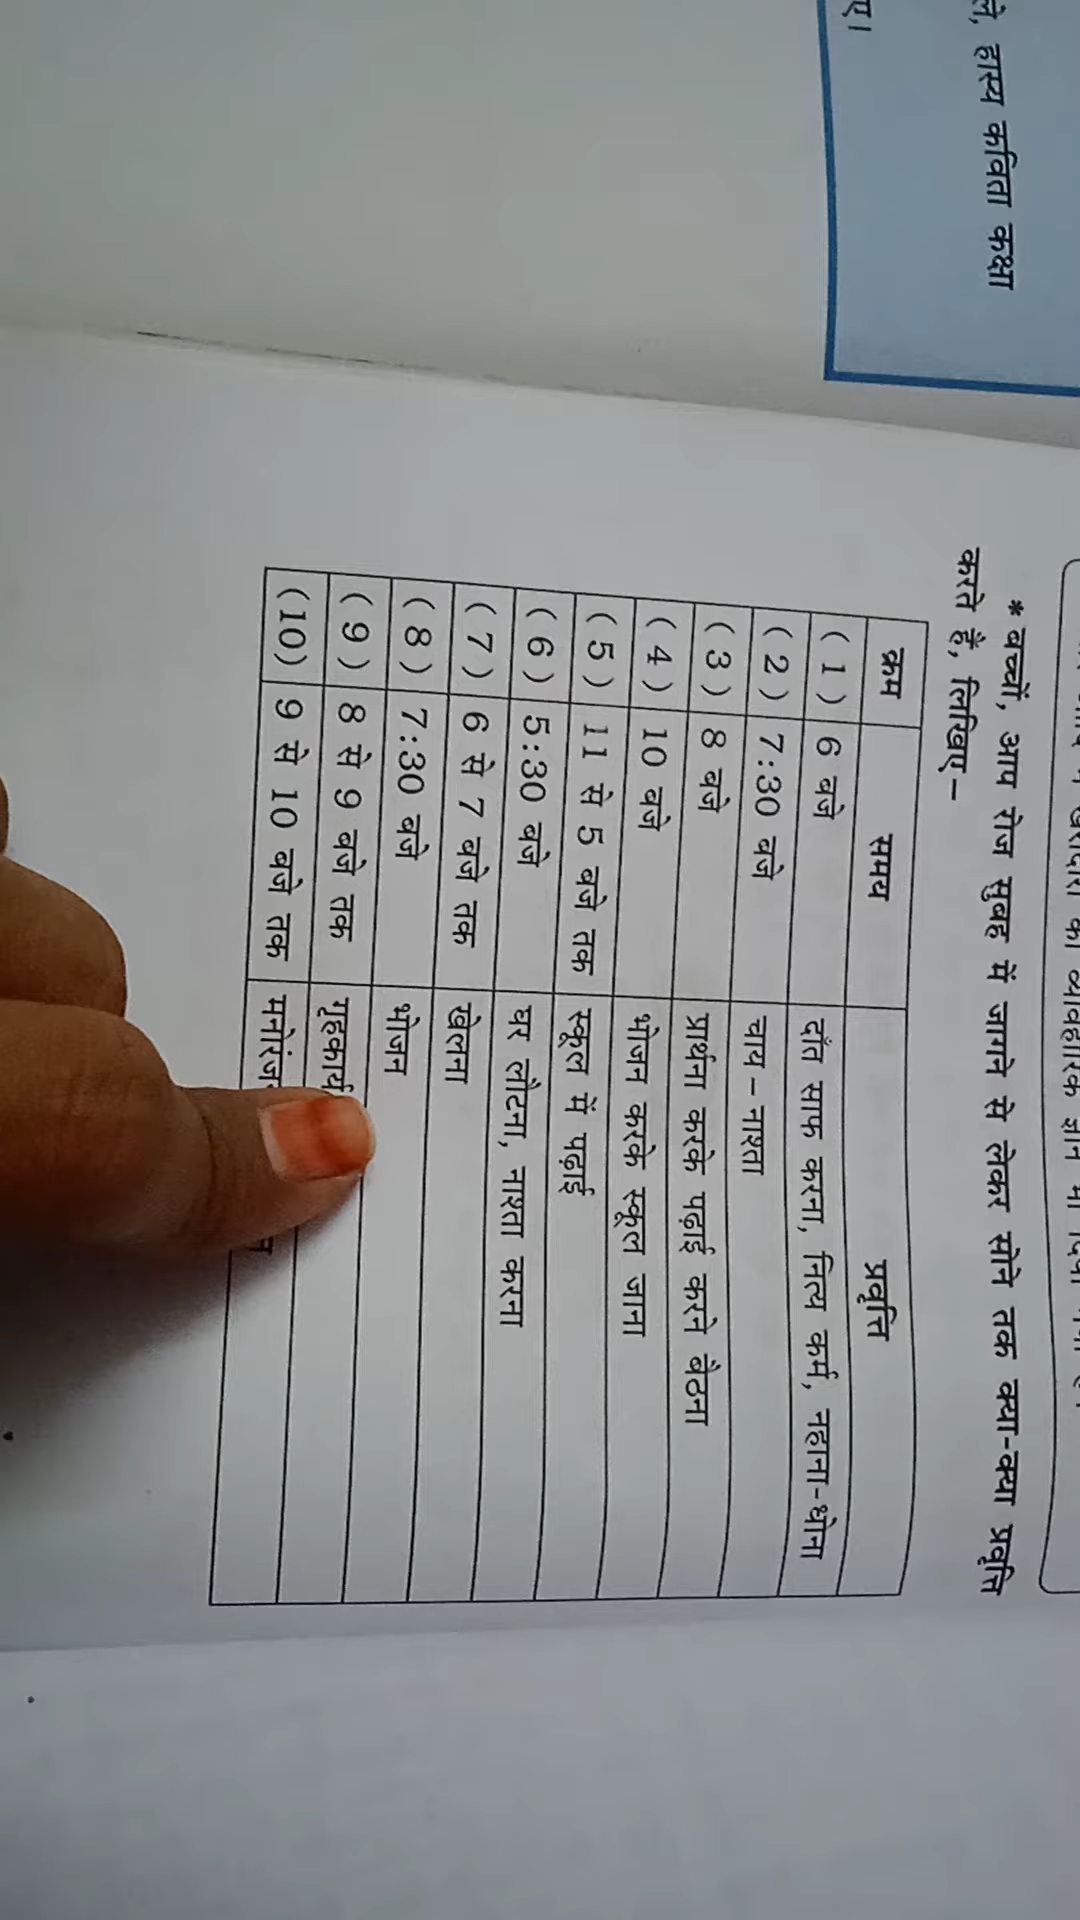 ले, हास्य कविता कक्षा
ए।
* बच्चों, आप रोज सुबह में जागने से लेकर सोने तक क्या-क्या प्रवृत्ति
करते हैं, लिखिए–
क्रम समय प्रवृत्ति
( 1 ) 6 बजे दाँत साफ करना, नित्य कर्म, नहाना-धोना
( 2 ) 7:30 बजे चाय – नाश्ता
( 3 ) 8 बजे प्रार्थना करके पढ़ाई करने बैठना
( 4 ) 10 बजे भोजन करके स्कूल जाना
( 5 ) 11 से 5 बजे तक स्कूल में पढ़ाई
( 6 ) 5:30 बजे घर लौटना, नाश्ता करना
( 7 ) 6 से 7 बजे तक खेलना
( 8 ) 7:30 बजे भोजन
( 9 ) 8 से 9 बजे तक गृहकार्य
(10) 9 से 10 बजे तक